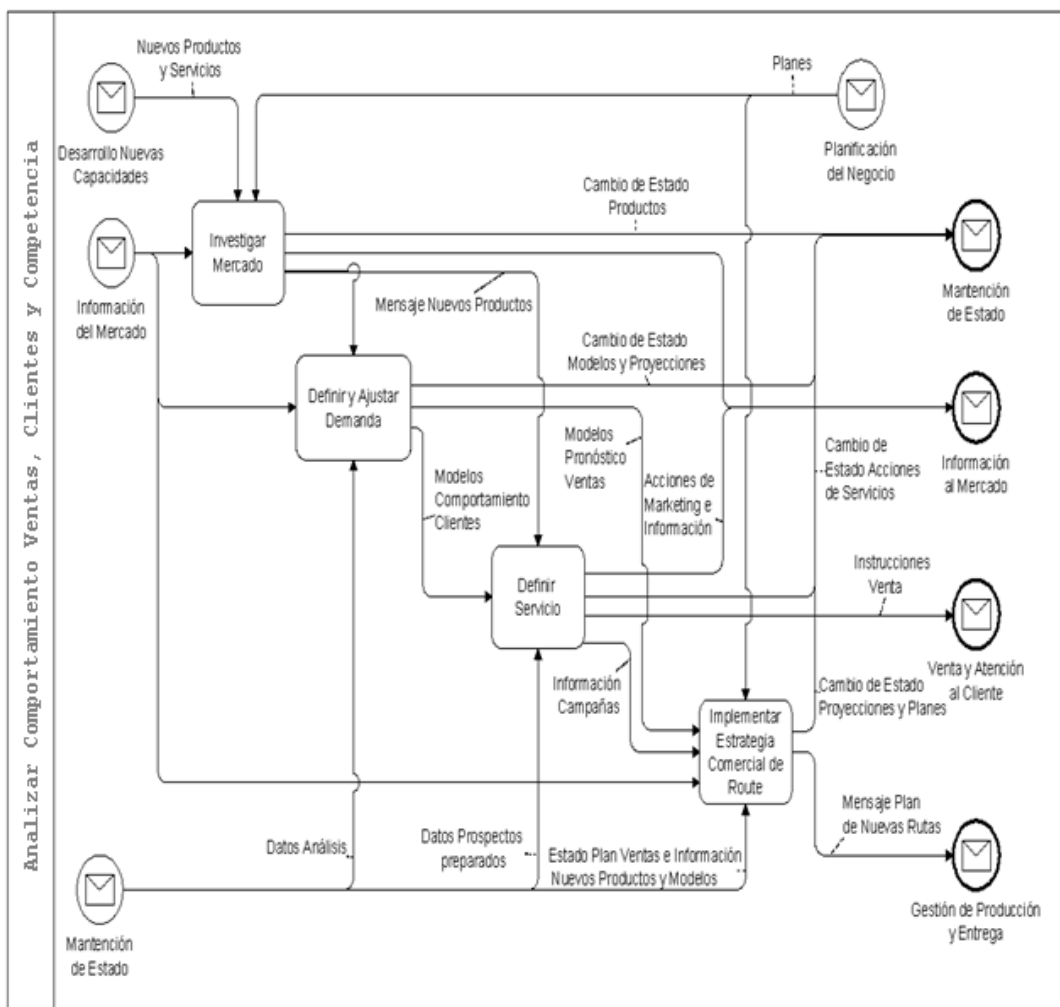 Analizar Comportamiento Ventas, Clientes y Competencia
Nuevos Productos
y Servicios
Planes
Desarrollo Nuevas
Capacidades
Planificación
del Negocio
Cambio de Estado
Productos
Investigar
Mercado
Información
del Mercado
Mensaje Nuevos Productos
Mantención
de Estado
Cambio de Estado
Modelos y Proyecciones
Definir y Ajustar
Demanda
Modelos
Pronóstico
Ventas
Cambio de
Estado Acciones
de Servicios
Información
al Mercado
Modelos
Comportamiento
Clientes
Acciones de
Marketing e
Información
Definir
Servicio
Instrucciones
Venta
Venta y Atención
al Cliente
Información
Campañas
Cambio de Estado
Proyecciones y Planes
Implementar
Estrategia
Comercial de
Route
Mensaje Plan
de Nuevas Rutas
Datos Análisis
Datos Prospectos
preparados
Estado Plan Ventas e Información
Nuevos Productos y Modelos
Gestión de Producción
y Entrega
Mantención
de Estado